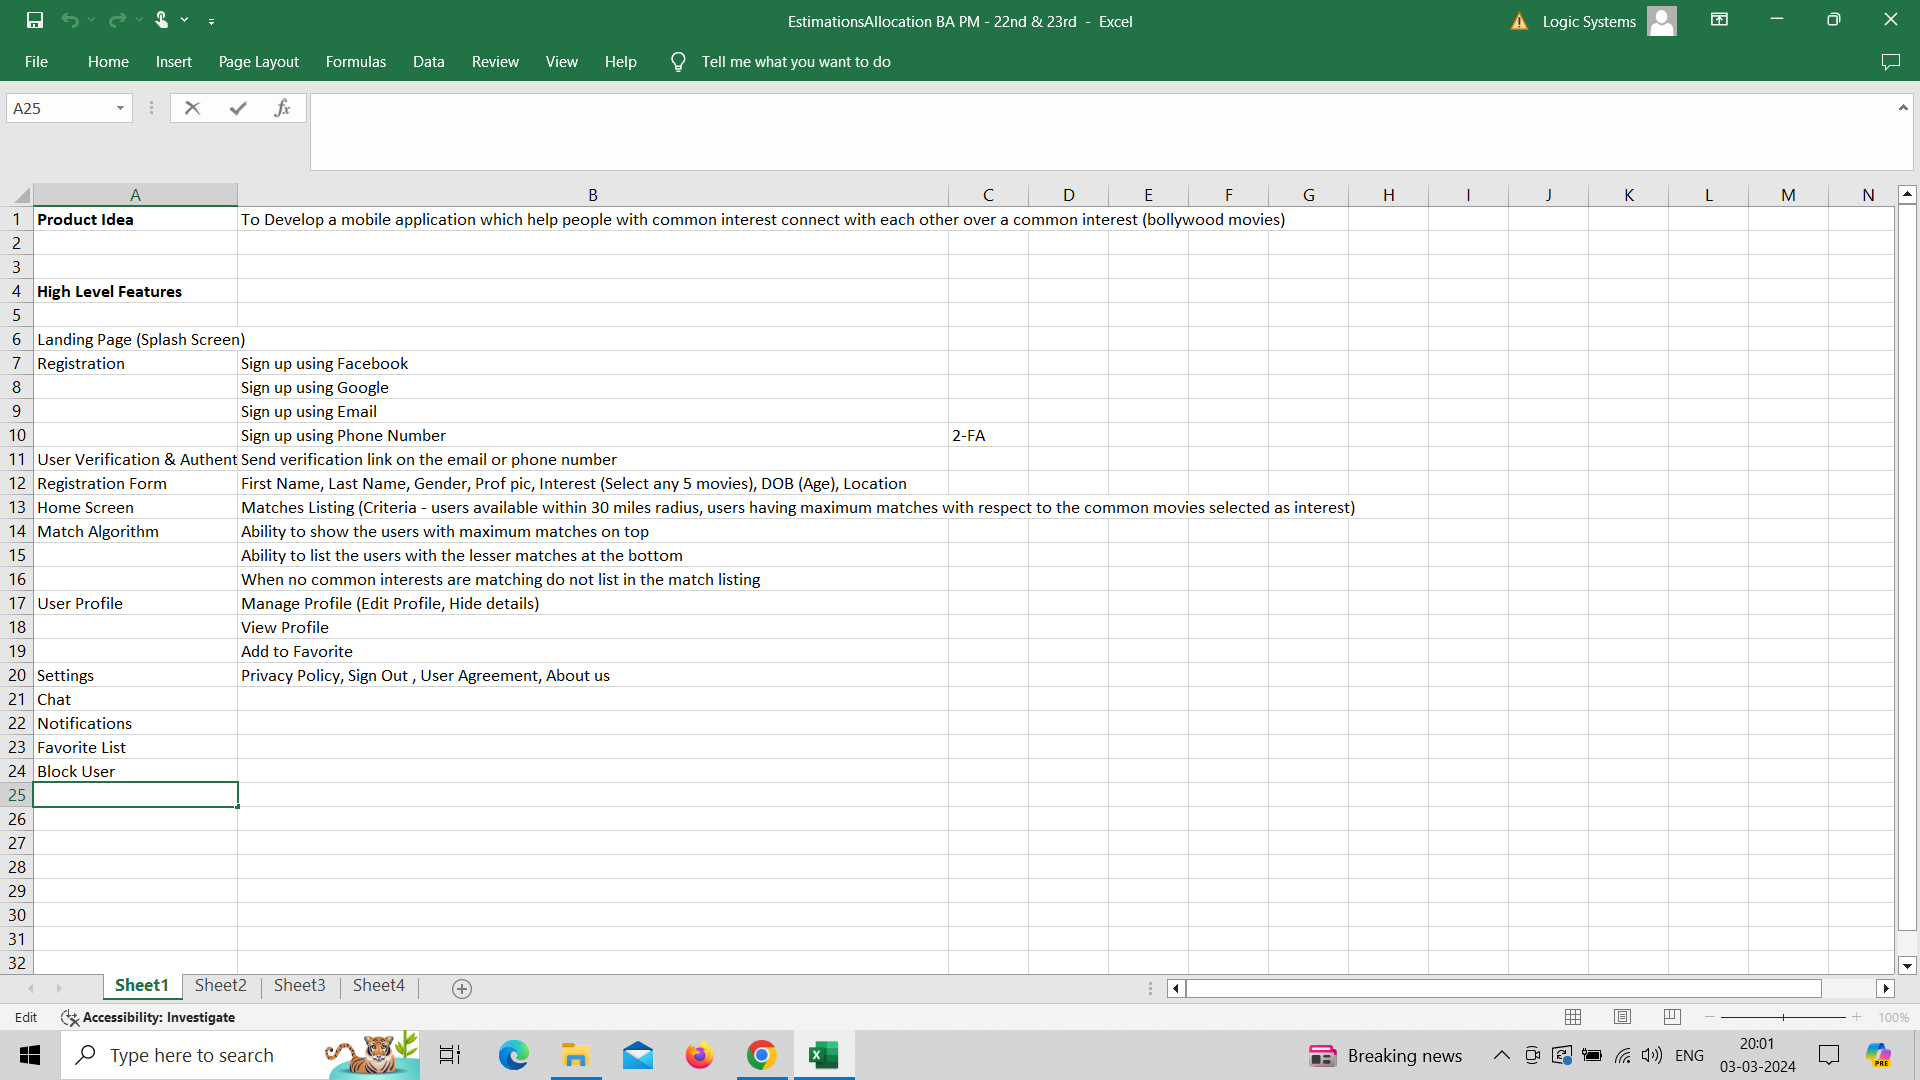 EstimationsAllocation BA PM - 22nd & 23rd - Excel
Logic Systems
File Home Insert Page Layout Formulas Data Review View Help Tell me what you want to do
A25
fx
A B C D E F G H I J K L M N
1 Product Idea To Develop a mobile application which help people with common interest connect with each other over a common interest (bollywood movies)
2
3
4 High Level Features
5
6 Landing Page (Splash Screen)
7 Registration Sign up using Facebook
8 Sign up using Google
9 Sign up using Email
10 Sign up using Phone Number 2-FA
11 User Verification & Authent Send verification link on the email or phone number
12 Registration Form First Name, Last Name, Gender, Prof pic, Interest (Select any 5 movies), DOB (Age), Location
13 Home Screen Matches Listing (Criteria - users available within 30 miles radius, users having maximum matches with respect to the common movies selected as interest)
14 Match Algorithm Ability to show the users with maximum matches on top
15 Ability to list the users with the lesser matches at the bottom
16 When no common interests are matching do not list in the match listing
17 User Profile Manage Profile (Edit Profile, Hide details)
18 View Profile
19 Add to Favorite
20 Settings Privacy Policy, Sign Out , User Agreement, About us
21 Chat
22 Notifications
23 Favorite List
24 Block User
25
26
27
28
29
30
31
32
Sheet1 Sheet2 Sheet3 Sheet4
Edit Accessibility: Investigate 100%
Type here to search Breaking news ENG 20:01
03-03-2024
PRE